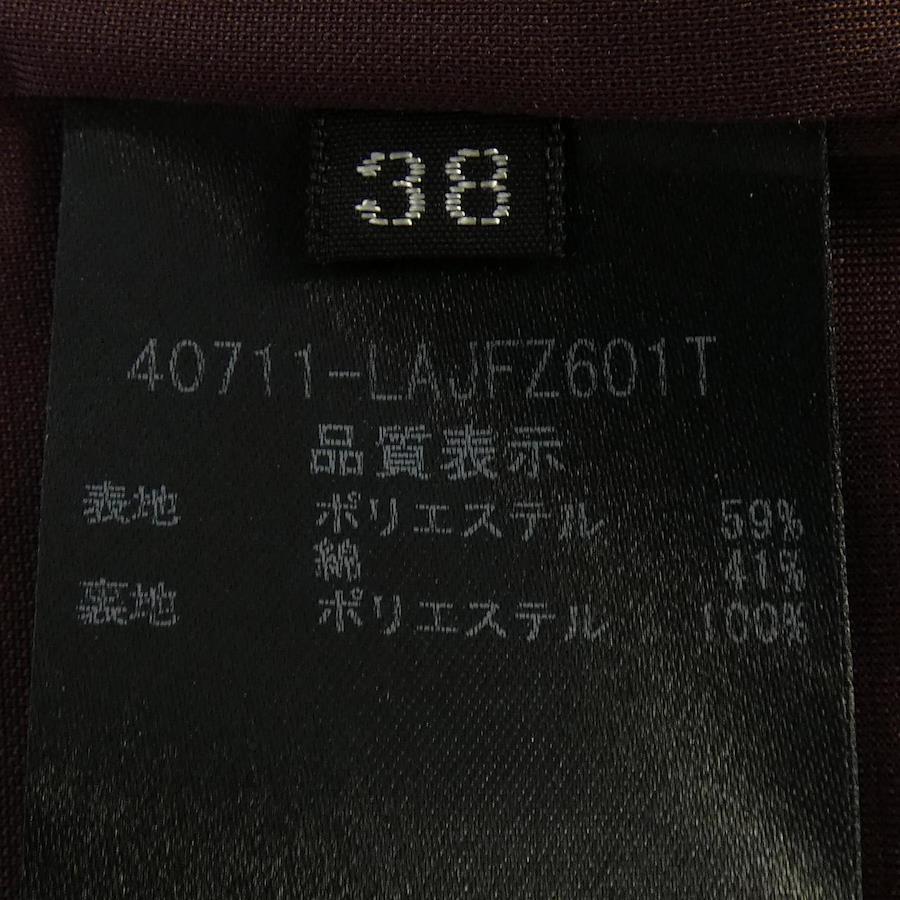 38
40711-LAJFZ601T
品質表示
表地 ポリエステル 59%
綿 41%
裏地 ポリエステル 100%